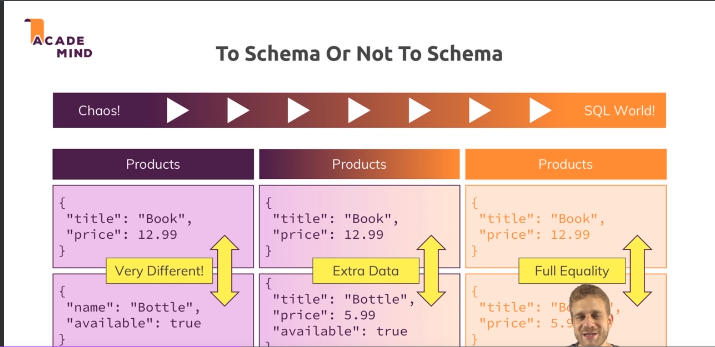 ACADE
MIND
To Schema Or Not To Schema
Chaos!
SQL World!
Products
{
"title": "Book",
"price": 12.99
}
Very Different!
{
"name": "Bottle",
"available": true
}
Products
{
"title": "Book",
"price": 12.99
}
Extra Data
{
"title": "Bottle",
"price": 5.99
"available": true
}
Products
{
"title": "Book",
"price": 12.99
}
Full Equality
{
"title": "Bo
"price": 5.9
}